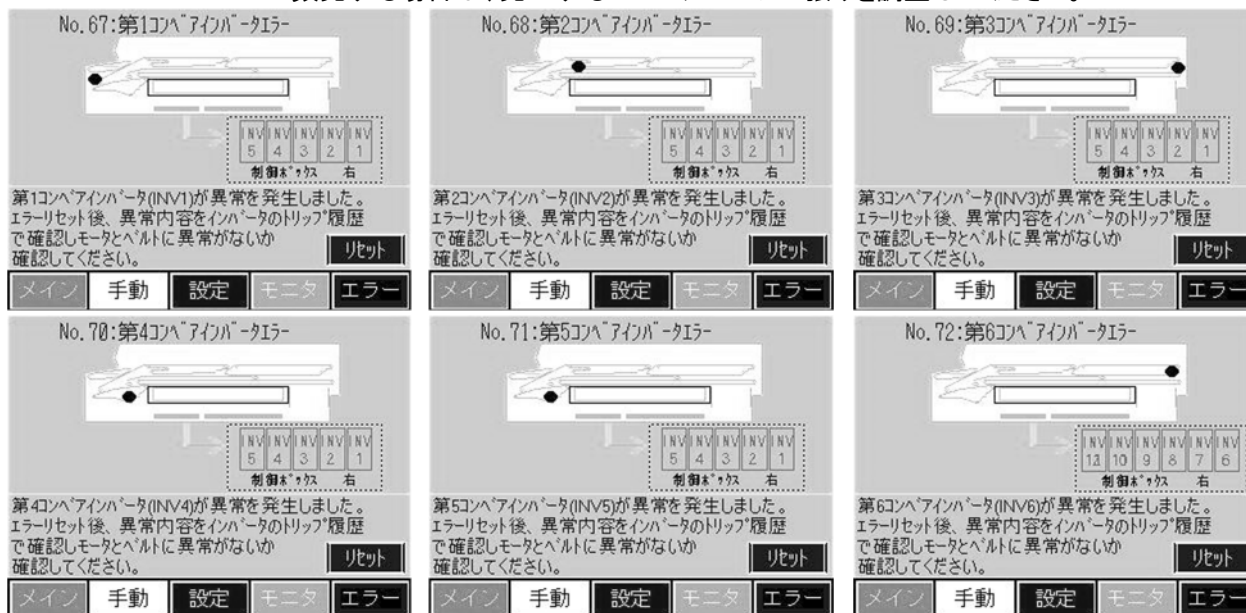 No.67:第1コンベアインバータエラー
INV INV INV INV INV
5 4 3 2 1
制御ボックス 右
第1コンベアインバータ(INV1)が異常を発生しました。
エラーリセット後、異常内容をインバータのトリップ履歴
で確認しモータとベルトに異常がないか
確認してください。
リセット
メイン 手動 設定 モニタ エラー
No.68:第2コンベアインバータエラー
INV INV INV INV INV
5 4 3 2 1
制御ボックス 右
第2コンベアインバータ(INV2)が異常を発生しました。
エラーリセット後、異常内容をインバータのトリップ履歴
で確認しモータとベルトに異常がないか
確認してください。
リセット
メイン 手動 設定 モニタ エラー
No.69:第3コンベアインバータエラー
INV INV INV INV INV
5 4 3 2 1
制御ボックス 右
第3コンベアインバータ(INV3)が異常を発生しました。
エラーリセット後、異常内容をインバータのトリップ履歴
で確認しモータとベルトに異常がないか
確認してください。
リセット
メイン 手動 設定 モニタ エラー
No.70:第4コンベアインバータエラー
INV INV INV INV INV
5 4 3 2 1
制御ボックス 右
第4コンベアインバータ(INV4)が異常を発生しました。
エラーリセット後、異常内容をインバータのトリップ履歴
で確認しモータとベルトに異常がないか
確認してください。
リセット
メイン 手動 設定 モニタ エラー
No.71:第5コンベアインバータエラー
INV INV INV INV INV
5 4 3 2 1
制御ボックス 右
第5コンベアインバータ(INV5)が異常を発生しました。
エラーリセット後、異常内容をインバータのトリップ履歴
で確認しモータとベルトに異常がないか
確認してください。
リセット
メイン 手動 設定 モニタ エラー
No.72:第6コンベアインバータエラー
INV INV INV INV INV INV
10 9 8 7 6
制御ボックス 右
第6コンベアインバータ(INV6)が異常を発生しました。
エラーリセット後、異常内容をインバータのトリップ履歴
で確認しモータとベルトに異常がないか
確認してください。
リセット
メイン 手動 設定 モニタ エラー